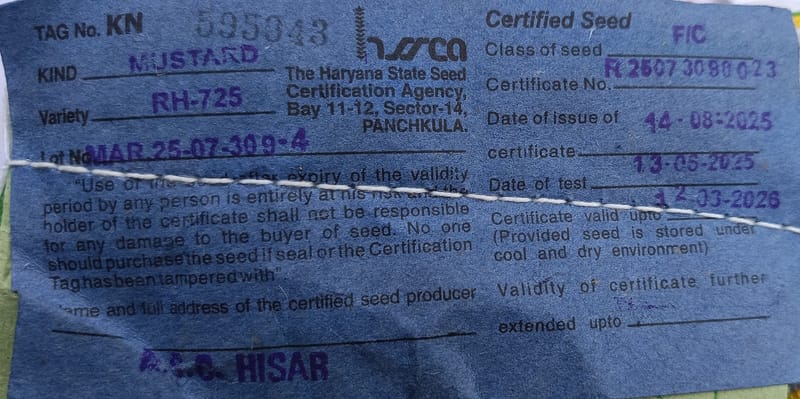 TAG No. KN 595943
KIND MUSTARD
Variety RH-725
Lot No MAR.25-07-309-4
hssca
The Haryana State Seed
Certification Agency,
Bay 11-12, Sector-14,
PANCHKULA.
"Use of the seed after expiry of the validity
period by any person is entirely at his risk and the
holder of the certificate shall not be responsible
for any damage to the buyer of seed. No one
should purchase the seed if seal or the Certification
Tag has been tampered with"
Name and full address of the certified seed producer
HISAR
Certified Seed
Class of seed F/C
Certificate No. R 2507 3090 023
Date of issue of 14-08-2025
certificate
Date of test 13-06-2025
Certificate valid upto 12-03-2026
(Provided seed is stored under
cool and dry environment)
Validity of certificate further
extended upto